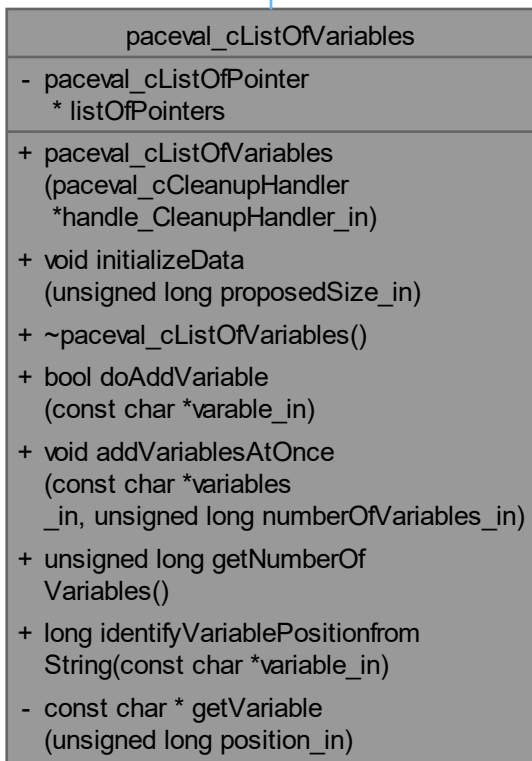 paceval_cListOfVariables
- paceval_cListOfPointer
* listOfPointers
+ paceval_cListOfVariables
(paceval_cCleanupHandler
*handle_CleanupHandler_in)
+ void initializeData
(unsigned long proposedSize_in)
+ ~paceval_cListOfVariables()
+ bool doAddVariable
(const char *varable_in)
+ void addVariablesAtOnce
(const char *variables
_in, unsigned long numberOfVariables_in)
+ unsigned long getNumberOf
Variables()
+ long identifyVariablePositionfrom
String(const char *variable_in)
- const char * getVariable
(unsigned long position_in)